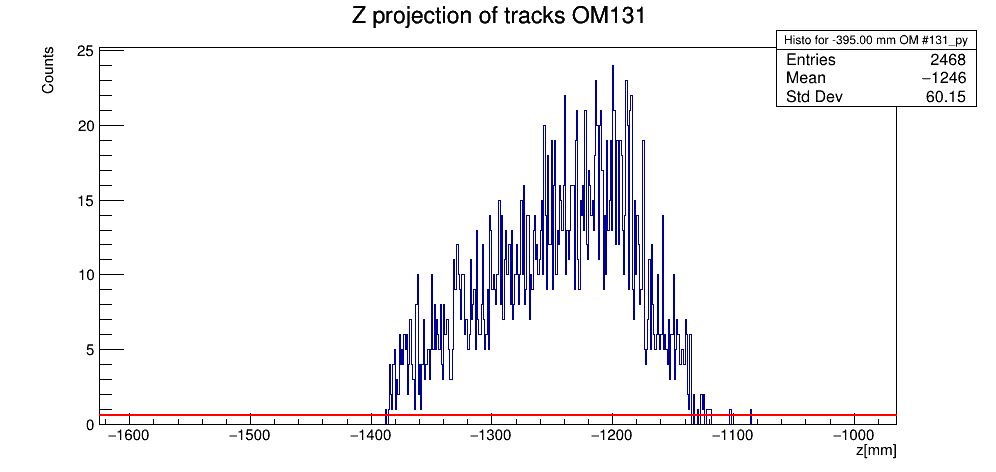 Z projection of tracks OM131
Histo for -395.00 mm OM #131_py
Entries 2468
Mean −1246
Std Dev 60.15
Counts
25
20
15
10
5
0
−1600 −1500 −1400 −1300 −1200 −1100 −1000
z[mm]